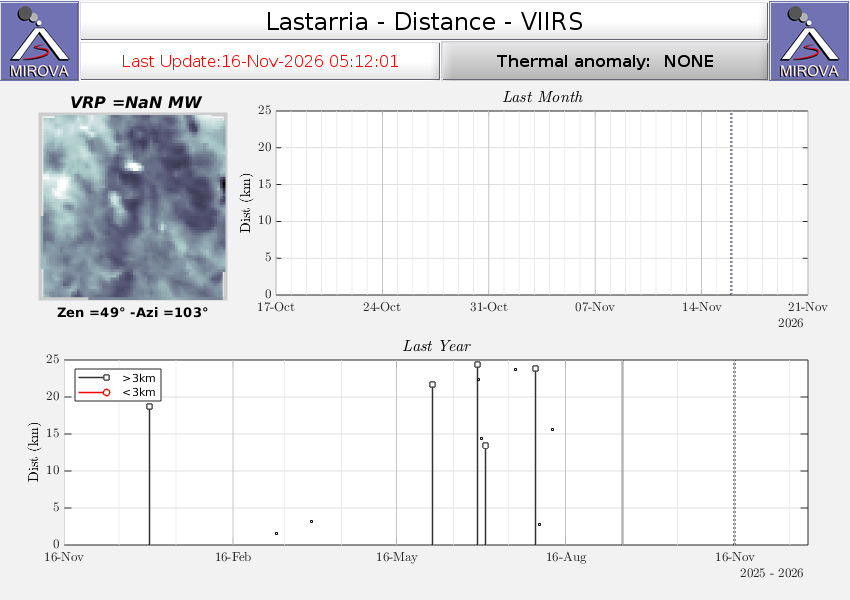 Lastarria - Distance - VIIRS
MIROVA
Last Update:16-Nov-2026 05:12:01
Thermal anomaly: NONE
MIROVA
VRP =NaN MW
Zen =49° -Azi =103°
Last Month
Dist (km)
25
20
15
10
5
0
17-Oct
24-Oct
31-Oct
07-Nov
14-Nov
21-Nov
2026
Last Year
Dist (km)
25
20
15
10
5
0
>3km
<3km
16-Nov
16-Feb
16-May
16-Aug
16-Nov
2025 - 2026